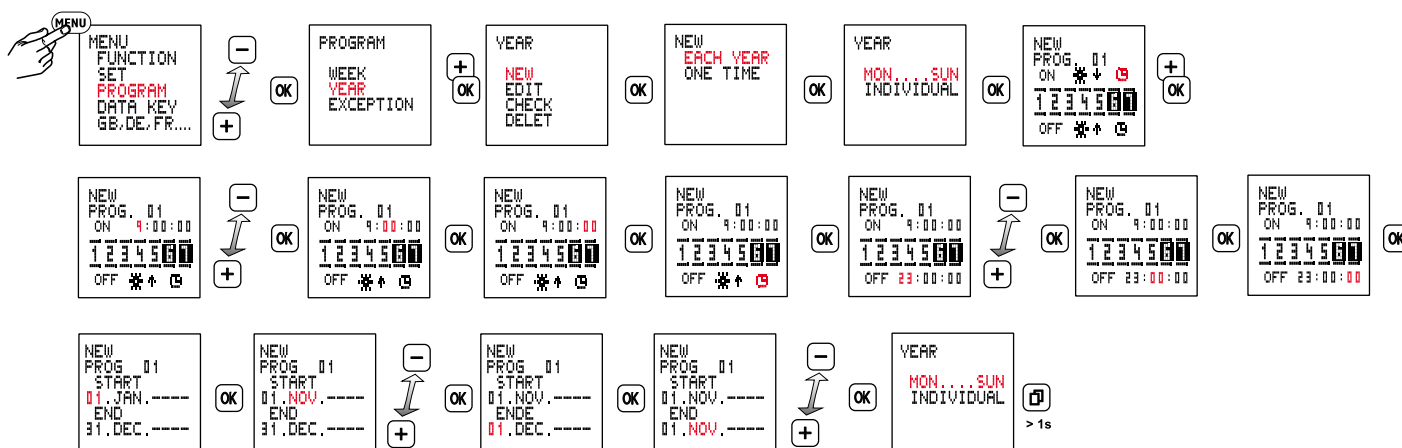 MENU
MENU
FUNCTION
SET
PROGRAM
DATA KEY
GB,DE,FR....
−
+
OK
PROGRAM
WEEK
YEAR
EXCEPTION
+
OK
YEAR
NEW
EDIT
CHECK
DELET
OK
NEW
EACH YEAR
ONE TIME
OK
YEAR
MON....SUN
INDIVIDUAL
OK
NEW
PROG. 01
ON
1 2 3 4 5 6 7
OFF
+
OK
NEW
PROG. 01
ON 9:00:00
1 2 3 4 5 6 7
OFF
−
+
OK
NEW
PROG. 01
ON 9:00:00
1 2 3 4 5 6 7
OFF
OK
NEW
PROG. 01
ON 9:00:00
1 2 3 4 5 6 7
OFF
OK
NEW
PROG. 01
ON 9:00:00
1 2 3 4 5 6 7
OFF
OK
NEW
PROG. 01
ON 9:00:00
1 2 3 4 5 6 7
OFF 23:00:00
−
+
OK
NEW
PROG. 01
ON 9:00:00
1 2 3 4 5 6 7
OFF 23:00:00
OK
NEW
PROG. 01
ON 9:00:00
1 2 3 4 5 6 7
OFF 23:00:00
OK
NEW
PROG 01
START
01.JAN.----
END
31.DEC.----
OK
NEW
PROG 01
START
01.NOV.----
END
31.DEC.----
−
+
OK
NEW
PROG 01
START
01.NOV.----
ENDE
01.DEC.----
OK
NEW
PROG 01
START
01.NOV.----
END
01.NOV.----
−
+
OK
YEAR
MON....SUN
INDIVIDUAL
> 1s